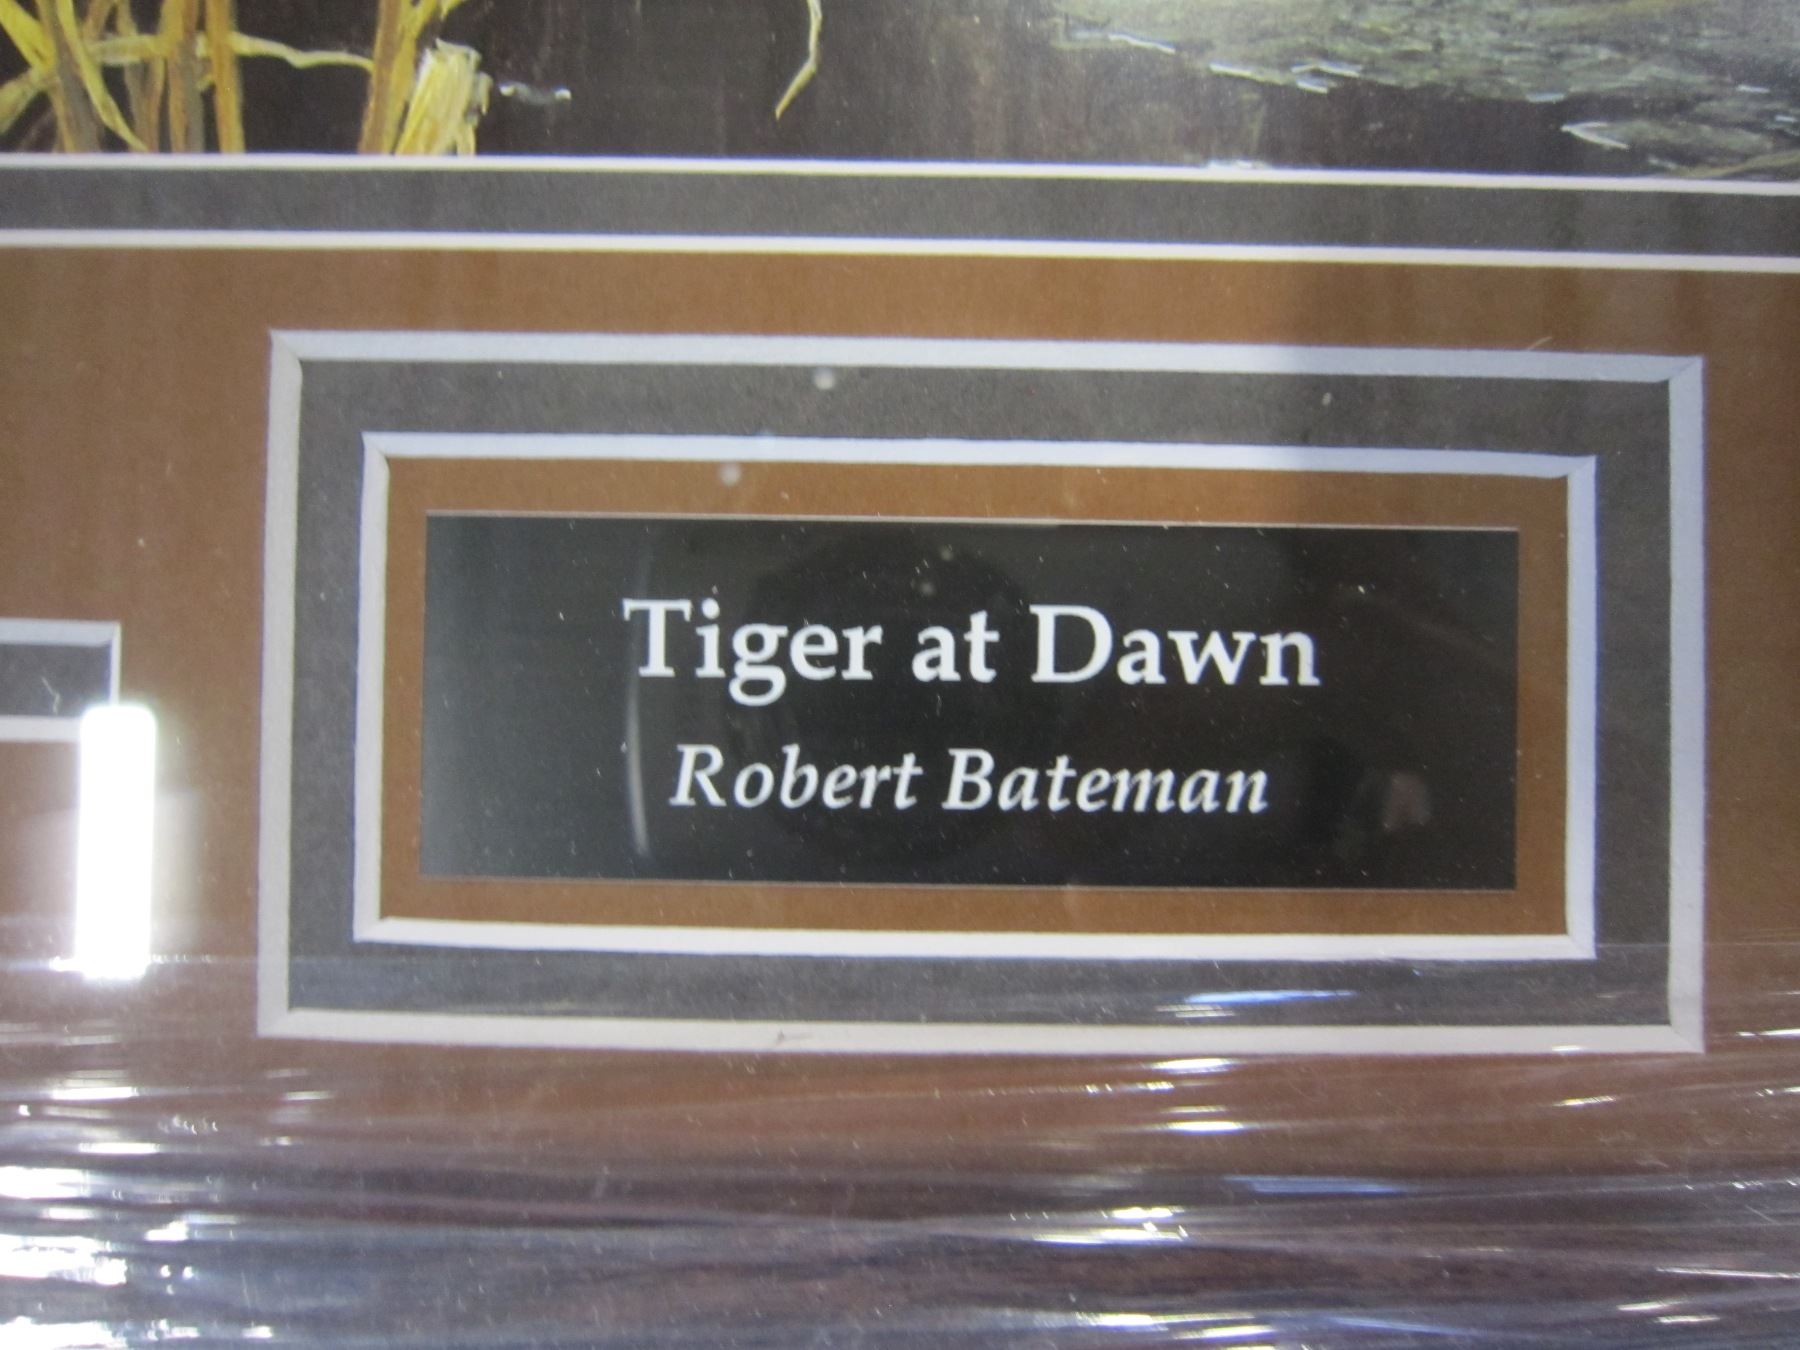 Tiger at Dawn
Robert Bateman